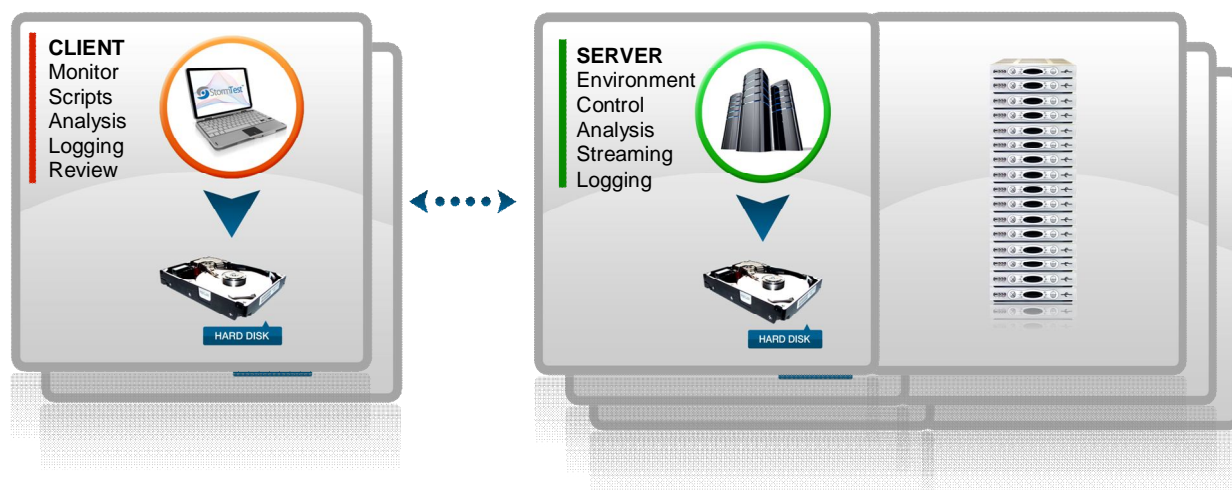 CLIENT
Monitor
Scripts
Analysis
Logging
Review
StormTest
HARD DISK
SERVER
Environment
Control
Analysis
Streaming
Logging
HARD DISK